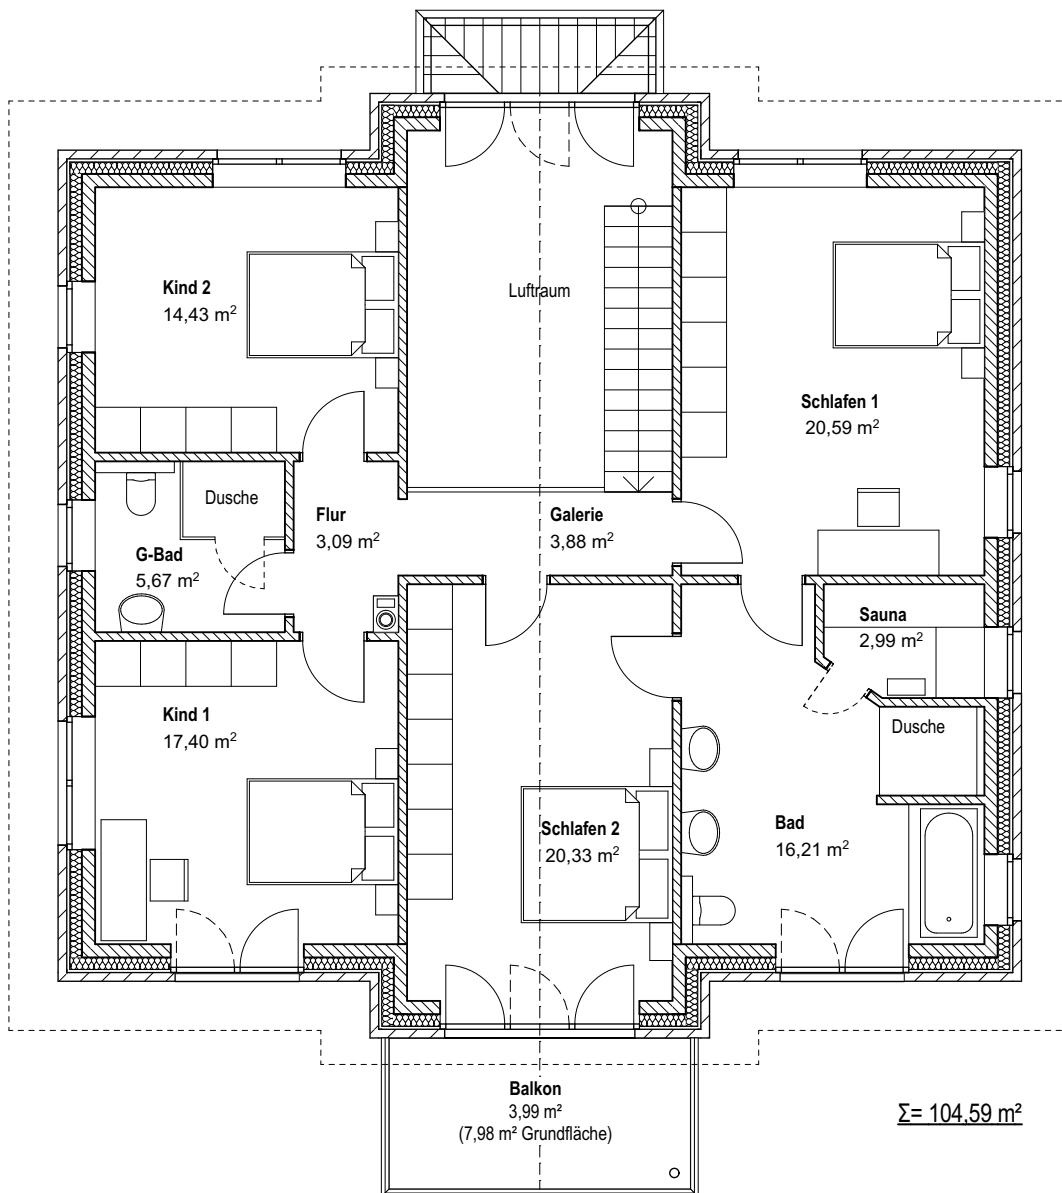 Kind 2
14,43 m²
Luftraum
Schlafen 1
20,59 m²
Dusche
G-Bad
5,67 m²
Flur
3,09 m²
Galerie
3,88 m²
Sauna
2,99 m²
Kind 1
17,40 m²
Dusche
Schlafen 2
20,33 m²
Bad
16,21 m²
Balkon
3,99 m²
(7,98 m² Grundfläche)
Σ= 104,59 m²